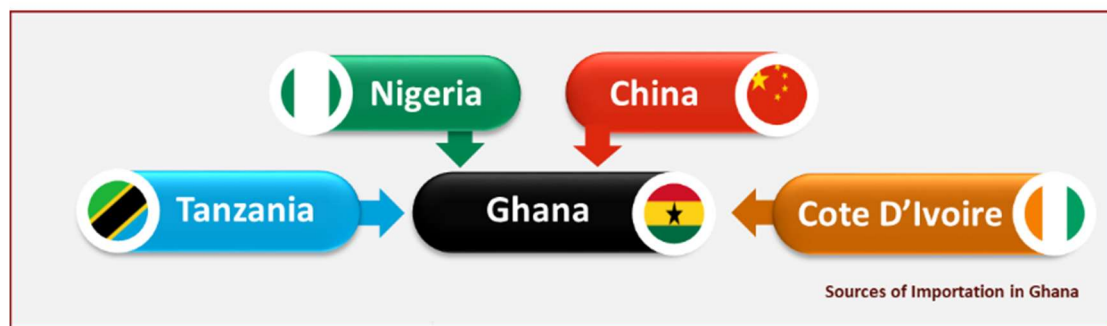 Nigeria
China
Tanzania
Ghana
Cote D’Ivoire
Sources of Importation in Ghana